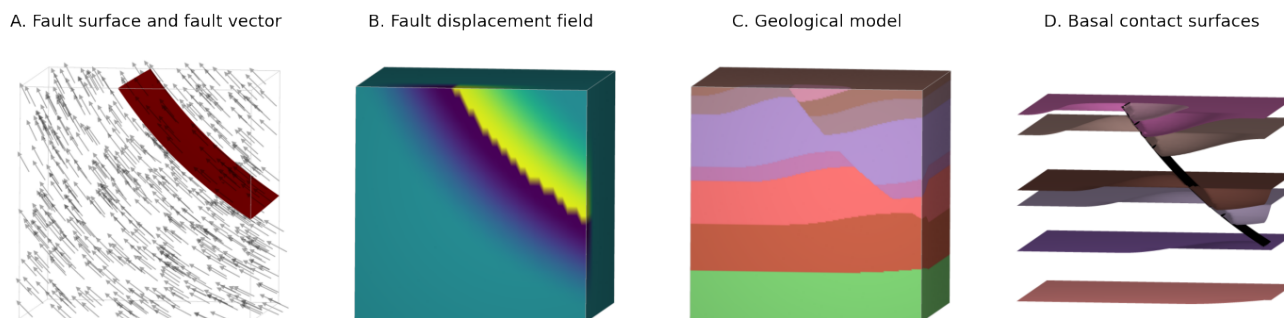 A. Fault surface and fault vector
B. Fault displacement field
C. Geological model
D. Basal contact surfaces